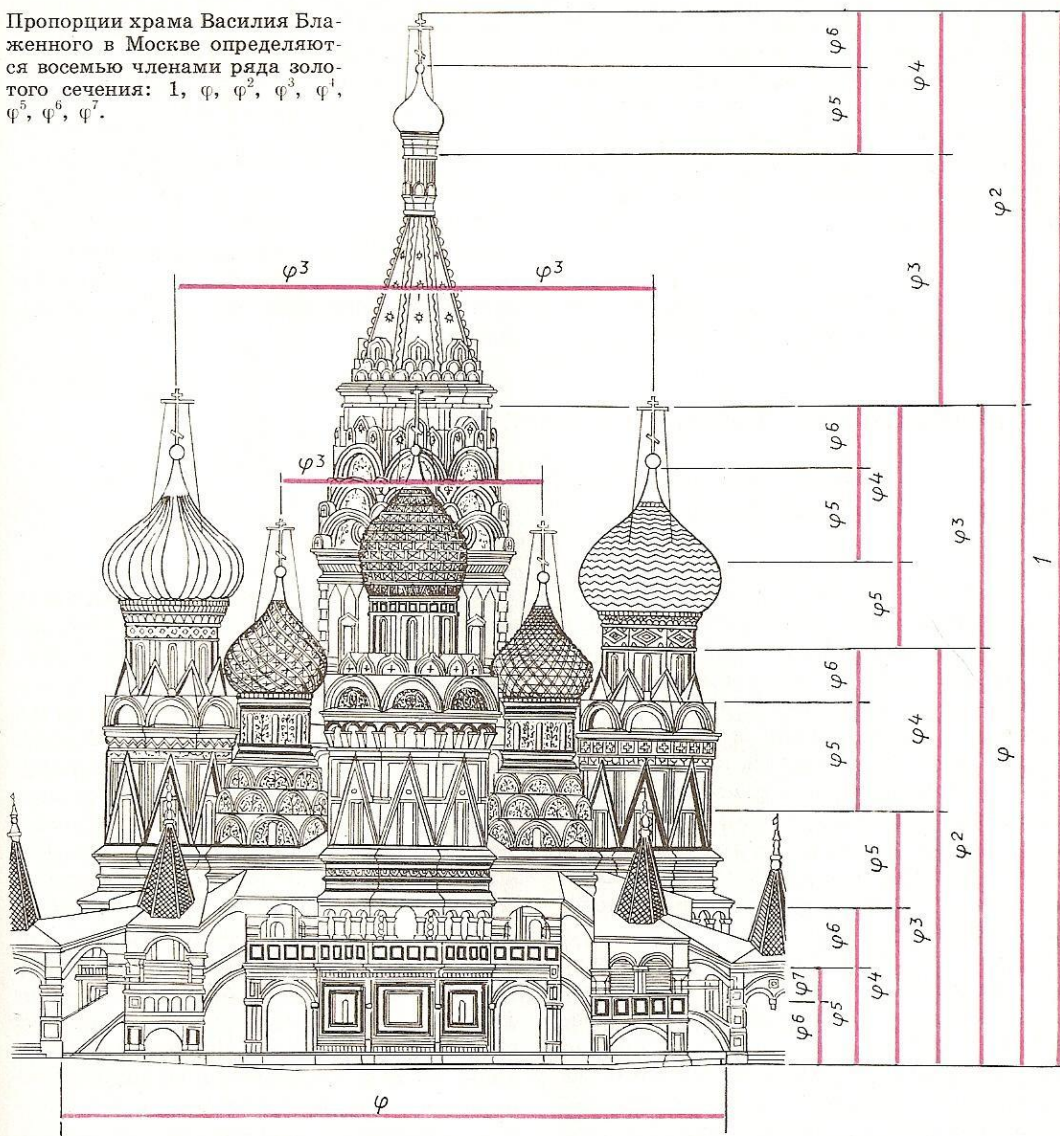 Пропорции храма Василия Бла-
женного в Москве определяют-
ся восемью членами ряда золо-
того сечения: 1, φ, φ², φ³, φ⁴,
φ⁵, φ⁶, φ⁷.
φ⁶
φ⁴
φ⁵
φ²
φ³ φ³
φ³
φ⁶
φ³
φ⁴
φ⁵
φ³
1
φ⁵
φ⁶
φ⁴
φ⁵
φ
φ⁵
φ²
φ⁶
φ³
φ⁷
φ⁴
φ⁶
φ⁵
φ